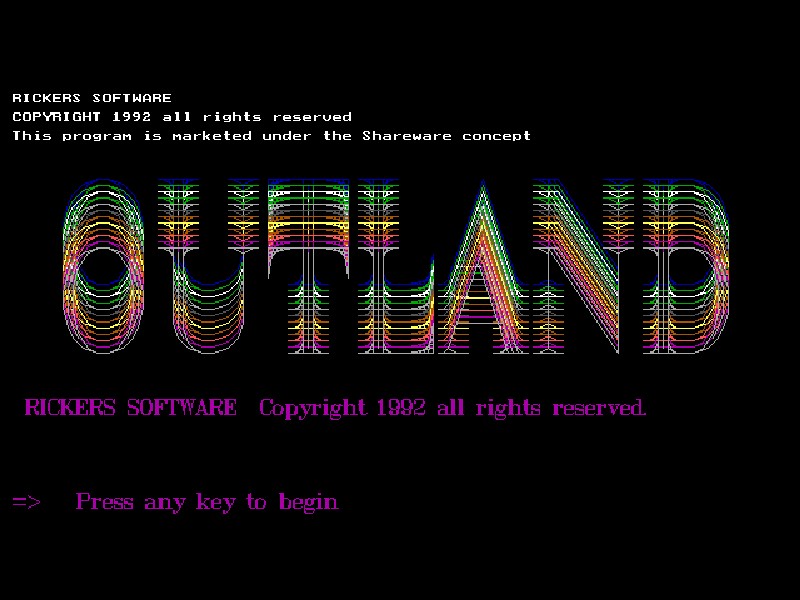 RICKERS SOFTWARE
COPYRIGHT 1992 all rights reserved
This program is marketed under the Shareware concept
OUTLAND
RICKERS SOFTWARE Copyright 1992 all rights reserved.
=> Press any key to begin